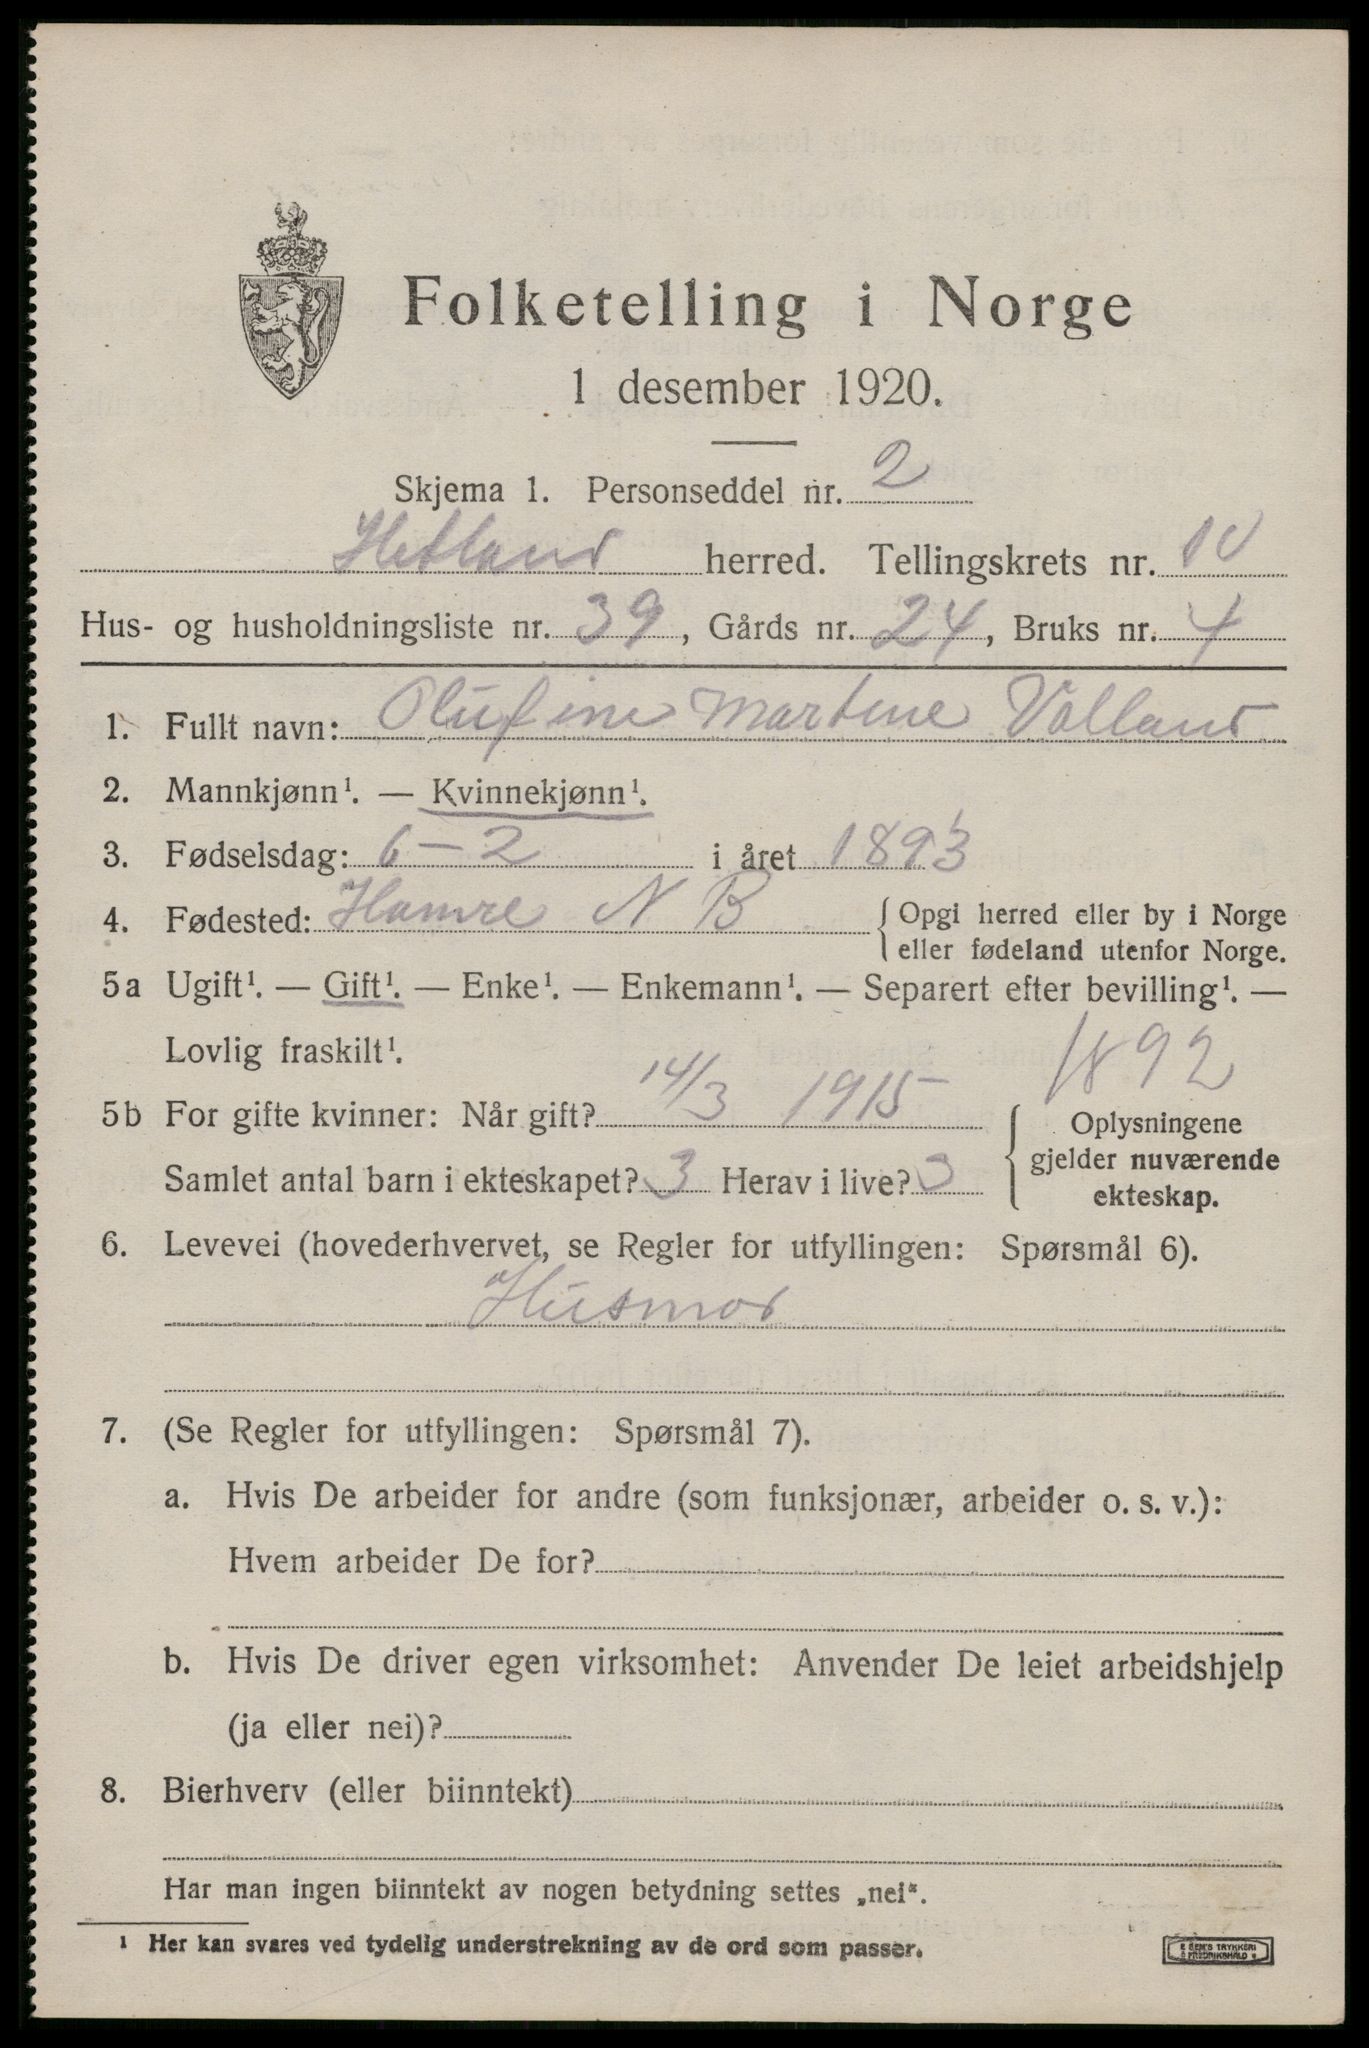 Folketelling i Norge
1 desember 1920.
Skjema 1. Personseddel nr. 2
Hetland herred. Tellingskrets nr. 10
Hus- og husholdningsliste nr. 39, Gårds nr. 24, Bruks nr. 4
1. Fullt navn: Olufine Martine Volland
2. Mannkjønn¹. — Kvinnekjønn¹.
3. Fødselsdag: 6-2 i året 1893
4. Fødested: Hamre N B {Opgi herred eller by i Norge
eller fødeland utenfor Norge.
5a Ugift¹. — Gift¹. — Enke¹. — Enkemann¹. — Separert efter bevilling¹. —
Lovlig fraskilt¹. 1892
5b For gifte kvinner: Når gift? 14/3 1915 { Oplysningene
gjelder nuværende
Samlet antal barn i ekteskapet? 3 Herav i live? 3 ekteskap.
6. Levevei (hovederhvervet, se Regler for utfyllingen: Spørsmål 6).
Husmor
7. (Se Regler for utfyllingen: Spørsmål 7).
a. Hvis De arbeider for andre (som funksjonær, arbeider o. s. v.):
Hvem arbeider De for?
b. Hvis De driver egen virksomhet: Anvender De leiet arbeidshjelp
(ja eller nei)?
8. Bierhverv (eller biinntekt)
Har man ingen biinntekt av nogen betydning settes „nei".
¹ Her kan svares ved tydelig understrekning av de ord som passer.
E SEM'S TRYKKERI
FREDRIKSHALD